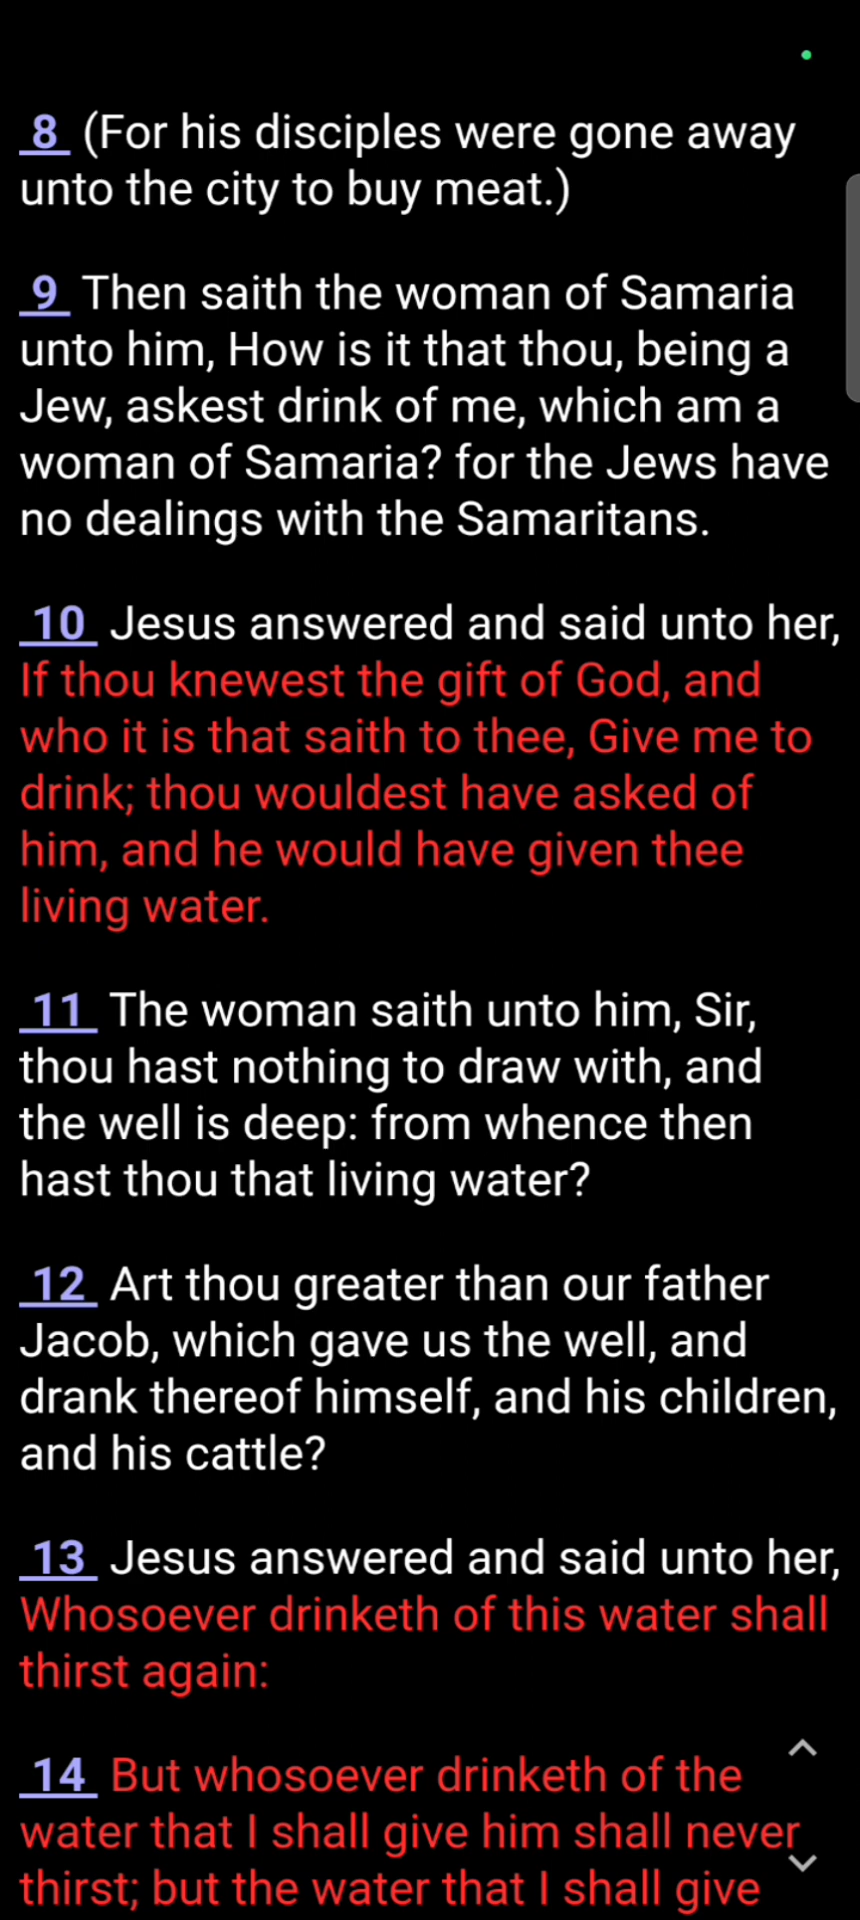 8 (For his disciples were gone away
unto the city to buy meat.)
9 Then saith the woman of Samaria
unto him, How is it that thou, being a
Jew, askest drink of me, which am a
woman of Samaria? for the Jews have
no dealings with the Samaritans.
10 Jesus answered and said unto her,
If thou knewest the gift of God, and
who it is that saith to thee, Give me to
drink; thou wouldest have asked of
him, and he would have given thee
living water.
11 The woman saith unto him, Sir,
thou hast nothing to draw with, and
the well is deep: from whence then
hast thou that living water?
12 Art thou greater than our father
Jacob, which gave us the well, and
drank thereof himself, and his children,
and his cattle?
13 Jesus answered and said unto her,
Whosoever drinketh of this water shall
thirst again:
14 But whosoever drinketh of the
water that I shall give him shall never
thirst; but the water that I shall give